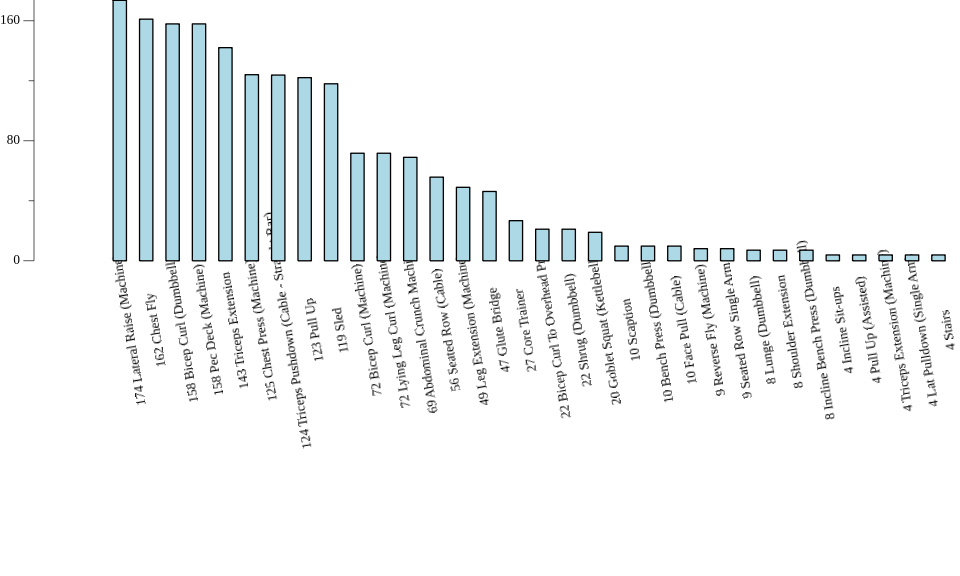 160
80
0
174 Lateral Raise (Machine
162 Chest Fly
158 Bicep Curl (Dumbbell
158 Pec Deck (Machine)
143 Triceps Extension
125 Chest Press (Machine
124 Triceps Pushdown (Cable - Stra Bar)
123 Pull Up
119 Sled
72 Bicep Curl (Machine)
72 Lying Leg Curl (Machine
69 Abdominal Crunch Machi
56 Seated Row (Cable)
49 Leg Extension (Machine
47 Glute Bridge
27 Core Trainer
22 Bicep Curl To Overhead Pr
22 Shrug (Dumbbell)
20 Goblet Squat (Kettlebell
10 Scaption
10 Bench Press (Dumbbell
10 Face Pull (Cable)
9 Reverse Fly (Machine)
9 Seated Row Single Arm
8 Lunge (Dumbbell)
8 Shoulder Extension
8 Incline Bench Press (Dumbbell)
4 Incline Sit-ups
4 Pull Up (Assisted)
4 Triceps Extension (Machine)
4 Lat Pulldown (Single Arm)
4 Stairs